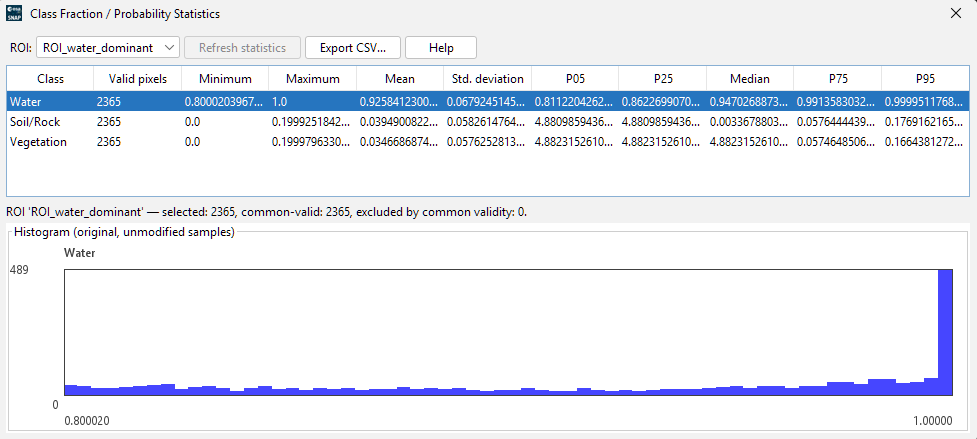 esa
SNAP
Class Fraction / Probability Statistics
ROI: ROI_water_dominant Refresh statistics Export CSV... Help
Class Valid pixels Minimum Maximum Mean Std. deviation P05 P25 Median P75 P95
Water 2365 0.8000203967... 1.0 0.9258412300... 0.0679245145... 0.8112204262... 0.8622699070... 0.9470268873... 0.9913583032... 0.9999511768...
Soil/Rock 2365 0.0 0.1999251842... 0.0394900822... 0.0582614764... 4.8809859436... 4.8809859436... 0.0033678803... 0.0576444439... 0.1769162165...
Vegetation 2365 0.0 0.1999796330... 0.0346686874... 0.0576252813... 4.8823152610... 4.8823152610... 4.8823152610... 0.0574648506... 0.1664381272...
ROI 'ROI_water_dominant' — selected: 2365, common-valid: 2365, excluded by common validity: 0.
Histogram (original, unmodified samples)
Water
489
0
0.800020 1.00000